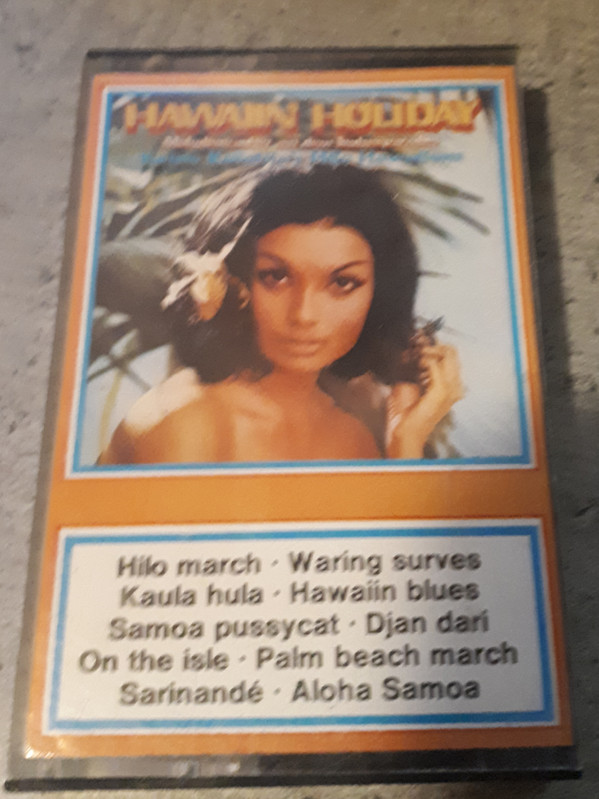 HAWAIIN HOLIDAY
Hilo march · Waring surves
Kaula hula · Hawaiin blues
Samoa pussycat · Djan dari
On the isle · Palm beach march
Sarinandé · Aloha Samoa